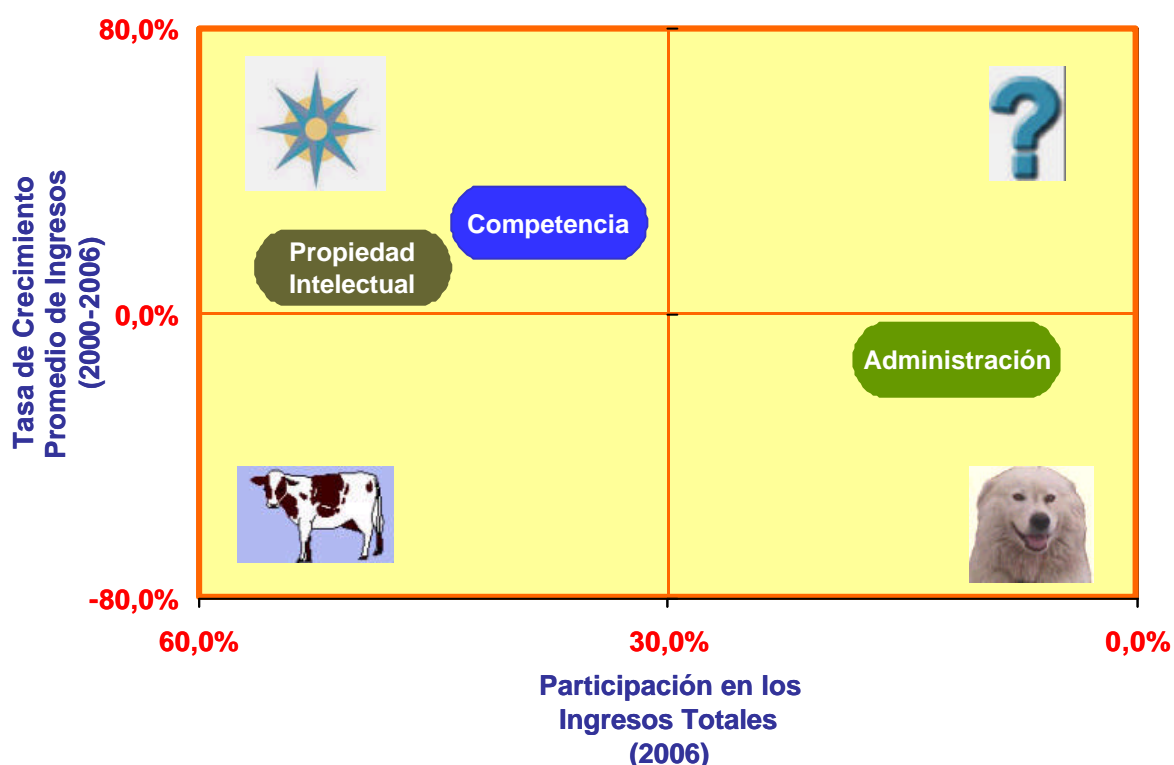 80,0%
Competencia
Propiedad
Intelectual
0,0%
Administración
-80,0%
60,0%
30,0%
0,0%
Tasa de Crecimiento
Promedio de Ingresos
(2000-2006)
Participación en los
Ingresos Totales
(2006)